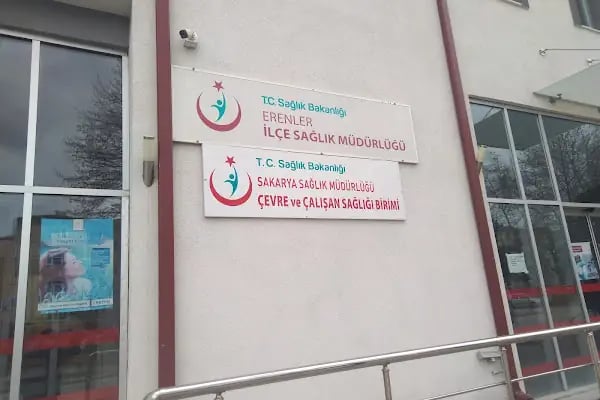 T.C. Sağlık Bakanlığı
ERENLER
İLÇE SAĞLIK MÜDÜRLÜĞÜ
T.C. Sağlık Bakanlığı
SAKARYA SAĞLIK MÜDÜRLÜĞÜ
ÇEVRE ve ÇALIŞAN SAĞLIĞI BİRİMİ